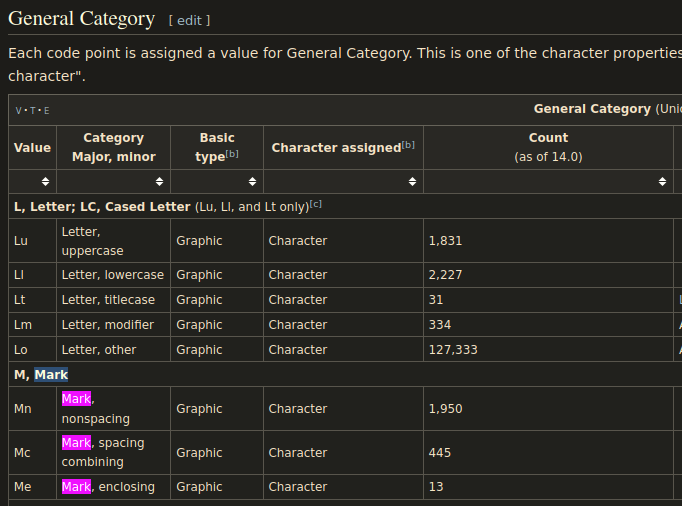 General Category [ edit ]
Each code point is assigned a value for General Category. This is one of the character properties
character".
V · T · E General Category (Uni
Value Category Major, minor Basic type[b] Character assigned[b] Count (as of 14.0)
L, Letter; LC, Cased Letter (Lu, Ll, and Lt only)[c]
Lu Letter, uppercase Graphic Character 1,831
Ll Letter, lowercase Graphic Character 2,227
Lt Letter, titlecase Graphic Character 31
Lm Letter, modifier Graphic Character 334
Lo Letter, other Graphic Character 127,333
M, Mark
Mn Mark, nonspacing Graphic Character 1,950
Mc Mark, spacing combining Graphic Character 445
Me Mark, enclosing Graphic Character 13